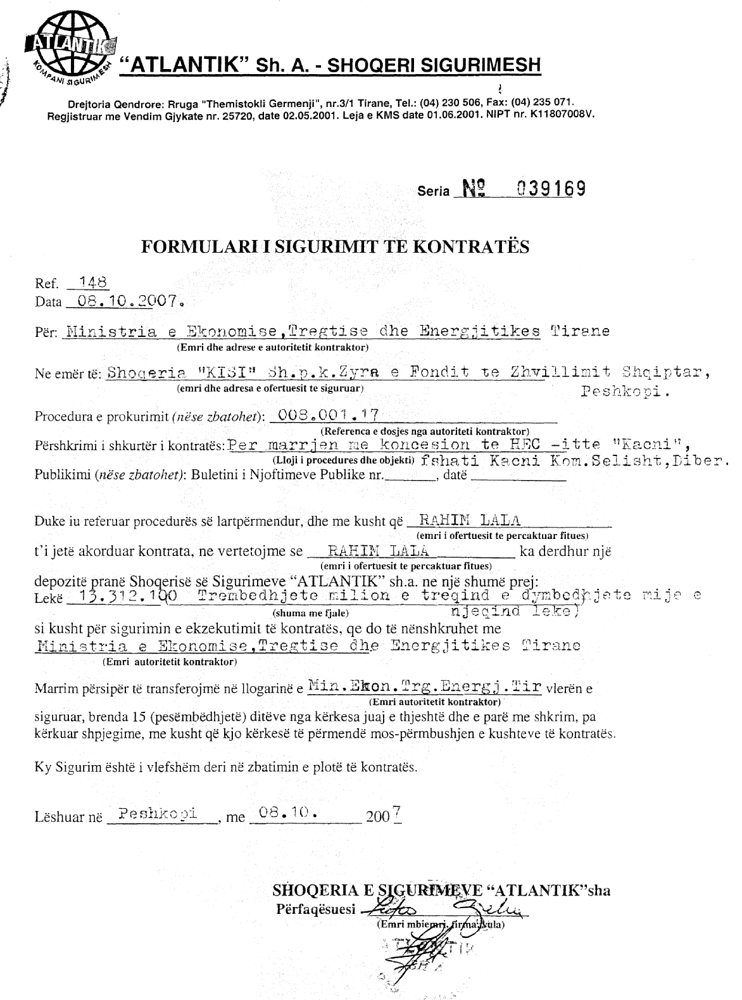 ATLANTIK
KOMPANI SIGURIMESH
"ATLANTIK" Sh. A. - SHOQERI SIGURIMESH
Drejtoria Qendrore: Rruga "Themistokli Germenji", nr.3/1 Tirane, Tel.: (04) 230 506, Fax: (04) 235 071.
Regjistruar me Vendim Gjykate nr. 25720, date 02.05.2001. Leja e KMS date 01.06.2001. NIPT nr. K11807008V.
Seria Nº 039169
FORMULARI I SIGURIMIT TE KONTRATËS
Ref. 148
Data 08.10.2007.
Për: Ministria e Ekonomise,Tregtise dhe Energjitikes Tirane
(Emri dhe adrese e autoritetit kontraktor)
Ne emër të: Shoqeria "KISI" Sh.p.k.Zyra e Fondit te Zhvillimit Shqiptar,
(emri dhe adresa e ofertuesit te siguruar) Peshkopi.
Procedura e prokurimit (nëse zbatohet): 008.001.17
(Referenca e dosjes nga autoriteti kontraktor)
Përshkrimi i shkurtër i kontratës: Per marrjen me koncesion te HEC -itte "Kacni",
(Lloji i procedures dhe objekti) fshati Kacni Kom.Selisht,Diber.
Publikimi (nëse zbatohet): Buletini i Njoftimeve Publike nr.______, datë ______
Duke iu referuar procedurës së lartpërmendur, dhe me kusht që RAHIM LALA
(emri i ofertuesit te percaktuar fitues)
t'i jetë akorduar kontrata, ne vertetojme se RAHIM LALA ka derdhur një
(emri i ofertuesit te percaktuar fitues)
depozitë pranë Shoqerisë së Sigurimeve "ATLANTIK" sh.a. ne një shumë prej:
Lekë 13.312.100 Trembedhjete milion e treqind e dymbedhjete mije e
(shuma me fjale) njeqind leke)
si kusht për sigurimin e ekzekutimit të kontratës, qe do të nënshkruhet me
Ministria e Ekonomise,Tregtise dhe Energjitikes Tirane
(Emri autoritetit kontraktor)
Marrim përsipër të transferojmë në llogarinë e Min.Ekon.Trg.Energj.Tir vlerën e
(Emri autoritetit kontraktor)
siguruar, brenda 15 (pesëmbëdhjetë) ditëve nga kërkesa juaj e thjeshtë dhe e parë me shkrim, pa
kërkuar shpjegime, me kusht që kjo kërkesë të përmendë mos-përmbushjen e kushteve të kontratës.
Ky Sigurim është i vlefshëm deri në zbatimin e plotë të kontratës.
Lëshuar në Peshkopi, me 08.10. 2007
SHOQERIA E SIGURIMEVE "ATLANTIK"sha
Përfaqësuesi
(Emri mbiemri, firma, vula)
ATLANTIK